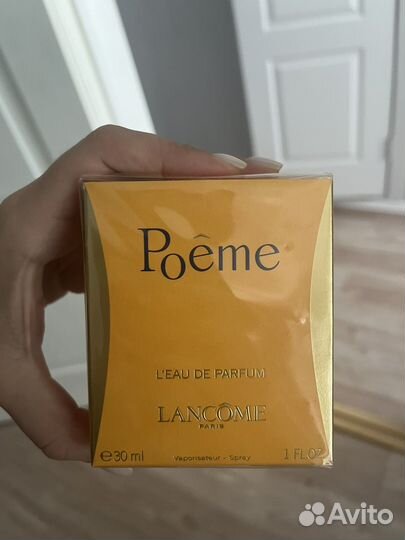 Poême
L'EAU DE PARFUM
LANCÔME
PARIS
℮30 ml Vaporisateur - Spray 1 FL.OZ
Avito